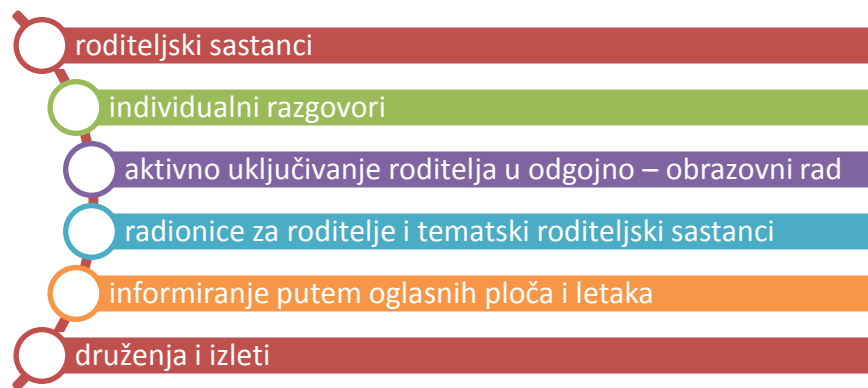 roditeljski sastanci
individualni razgovori
aktivno uključivanje roditelja u odgojno – obrazovni rad
radionice za roditelje i tematski roditeljski sastanci
informiranje putem oglasnih ploča i letaka
druženja i izleti